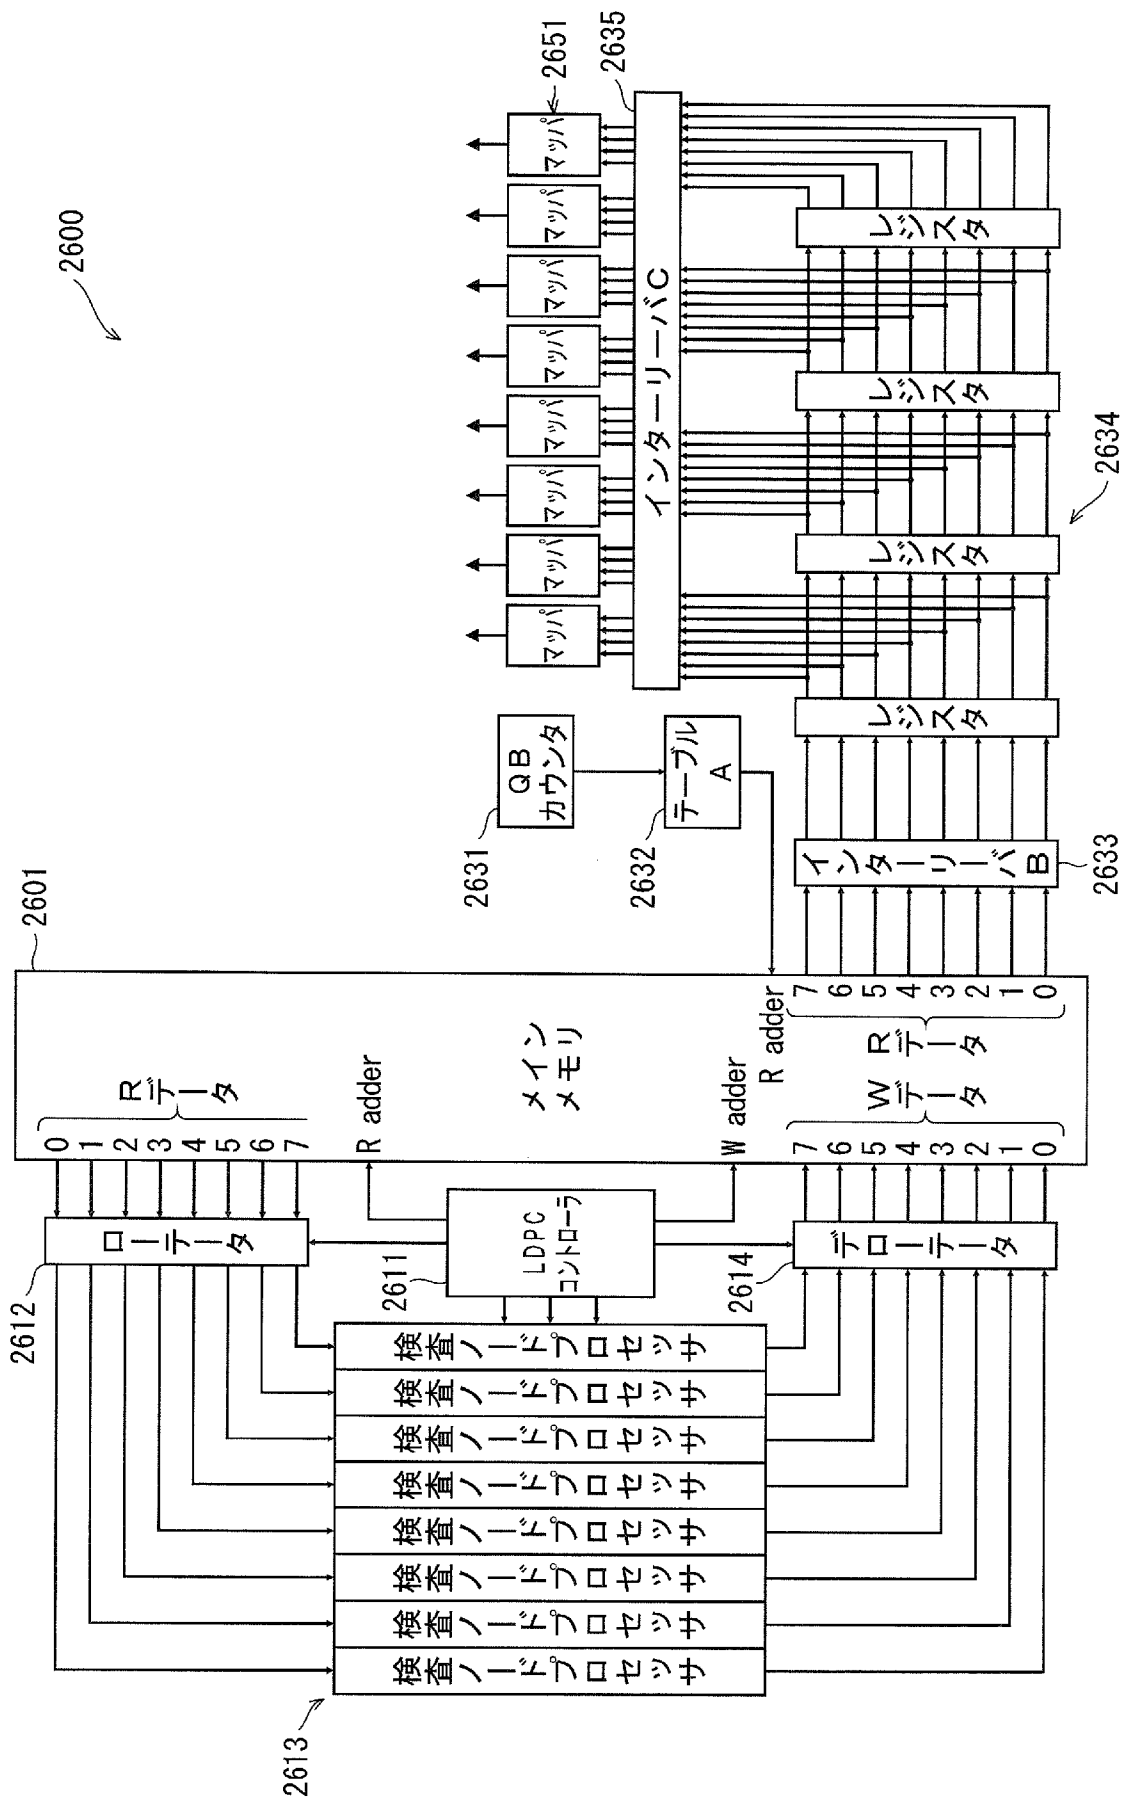 2600
2601
2611
2612
2613
2614
2631
2632
2633
2634
2635
2651
Rデータ
0
1
2
3
4
5
6
7
R adder
メイン
メモリ
W adder
R adder
Wデータ
7
6
5
4
3
2
1
0
Rデータ
7
6
5
4
3
2
1
0
ローテータ
LDPC
コントローラ
デローテータ
検査ノードプロセッサ
検査ノードプロセッサ
検査ノードプロセッサ
検査ノードプロセッサ
検査ノードプロセッサ
検査ノードプロセッサ
検査ノードプロセッサ
検査ノードプロセッサ
QB
カウンタ
テーブル
A
インターリーバB
レジスタ
レジスタ
レジスタ
レジスタ
インターリーバC
マッパ
マッパ
マッパ
マッパ
マッパ
マッパ
マッパ
マッパ